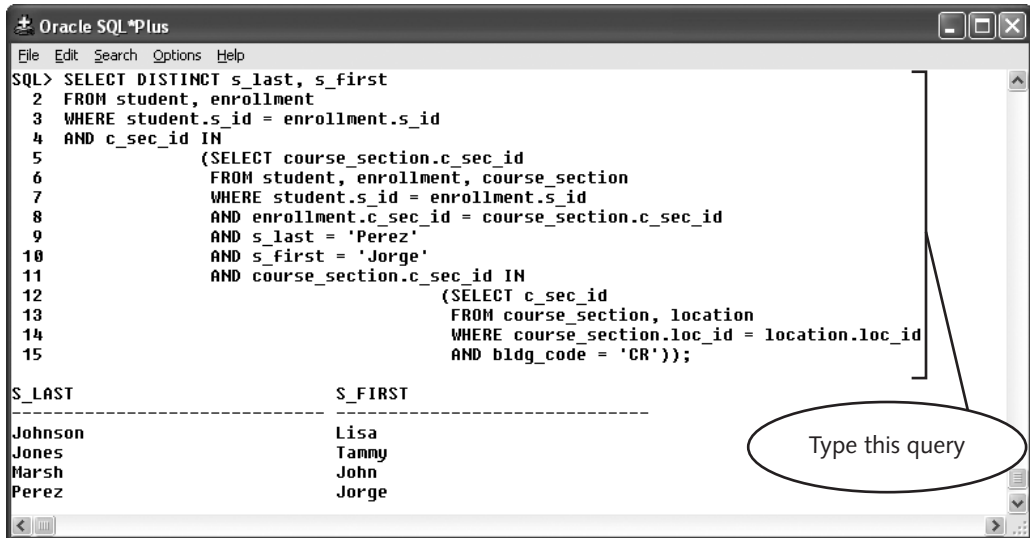 Oracle SQL*Plus
File Edit Search Options Help
SQL> SELECT DISTINCT s_last, s_first
2 FROM student, enrollment
3 WHERE student.s_id = enrollment.s_id
4 AND c_sec_id IN
5 (SELECT course_section.c_sec_id
6 FROM student, enrollment, course_section
7 WHERE student.s_id = enrollment.s_id
8 AND enrollment.c_sec_id = course_section.c_sec_id
9 AND s_last = 'Perez'
10 AND s_first = 'Jorge'
11 AND course_section.c_sec_id IN
12 (SELECT c_sec_id
13 FROM course_section, location
14 WHERE course_section.loc_id = location.loc_id
15 AND bldg_code = 'CR'));
S_LAST S_FIRST
------------------------------ ------------------------------
Johnson Lisa
Jones Tammy
Marsh John
Perez Jorge
Type this query